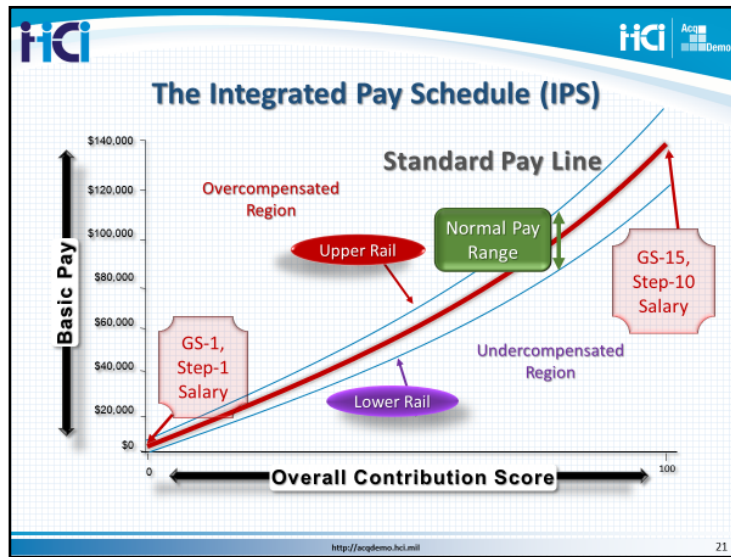 HCi
HCi
Acq
Demo
The Integrated Pay Schedule (IPS)
$140,000
$120,000
$100,000
$80,000
$60,000
$40,000
$20,000
$0
Basic Pay
Standard Pay Line
Overcompensated
Region
Upper Rail
Normal Pay
Range
GS-15,
Step-10
Salary
GS-1,
Step-1
Salary
Undercompensated
Region
Lower Rail
0
100
Overall Contribution Score
http://acqdemo.hci.mil
21